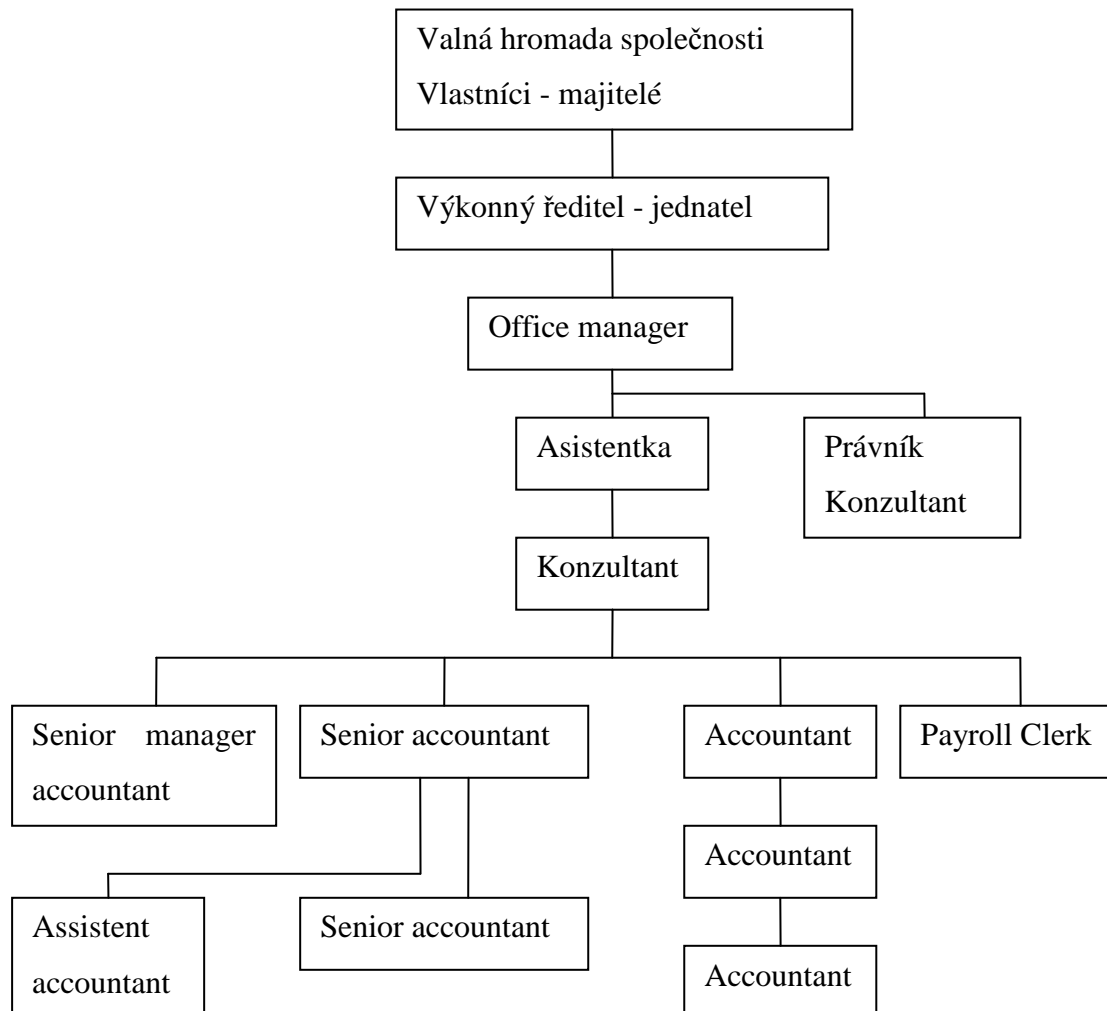 Valná hromada společnosti
Vlastníci - majitelé
Výkonný ředitel - jednatel
Office manager
Asistentka
Právník
Konzultant
Konzultant
Senior manager
accountant
Senior accountant
Accountant
Payroll Clerk
Accountant
Assistent
accountant
Senior accountant
Accountant